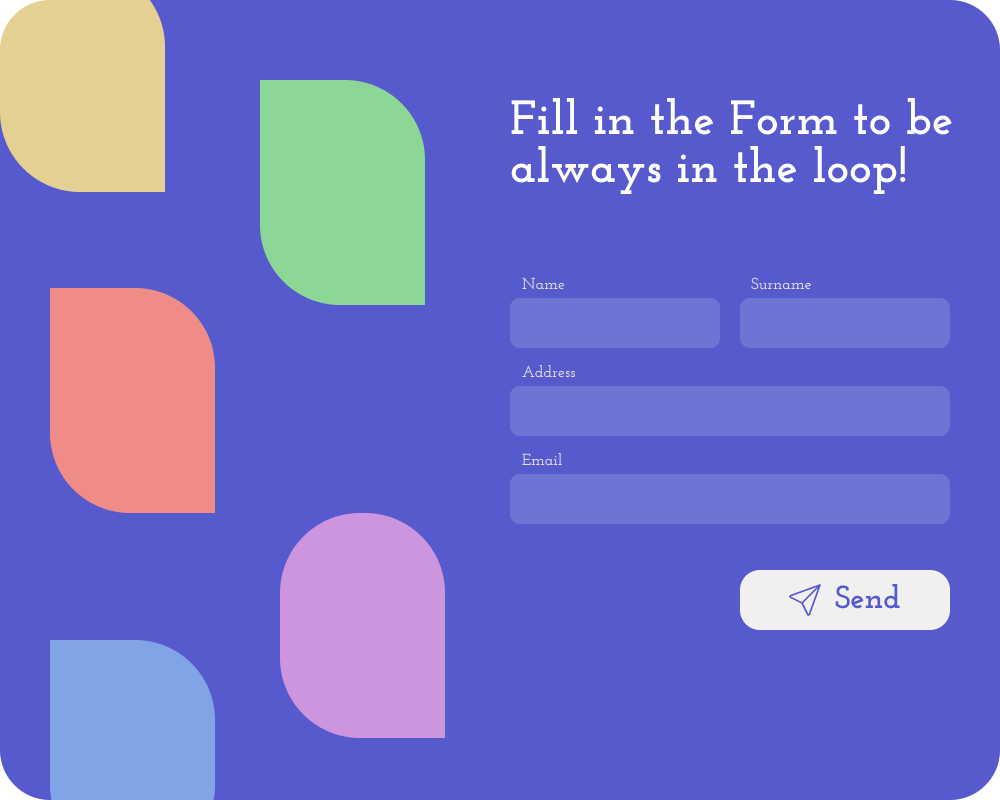 Fill in the Form to be
always in the loop!
Name
Surname
Address
Email
Send